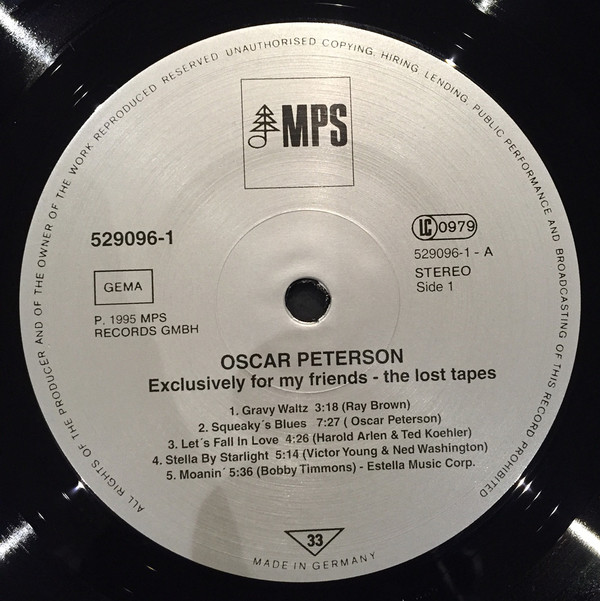 ALL RIGHTS OF THE PRODUCER AND OF THE OWNER OF THE WORK REPRODUCED RESERVED UNAUTHORISED COPYING, HIRING, LENDING, PUBLIC PERFORMANCE AND BROADCASTING OF THIS RECORD PROHIBITED
MPS
529096-1
LC 0979
529096-1 - A
GEMA
STEREO
Side 1
P. 1995 MPS
RECORDS GMBH
OSCAR PETERSON
Exclusively for my friends - the lost tapes
1. Gravy Waltz 3:18 (Ray Brown)
2. Squeaky´s Blues 7:27 ( Oscar Peterson)
3. Let´s Fall In Love 4:26 (Harold Arlen & Ted Koehler)
4. Stella By Starlight 5:14 (Victor Young & Ned Washington)
5. Moanin´ 5:36 (Bobby Timmons) - Estella Music Corp.
33
MADE IN GERMANY